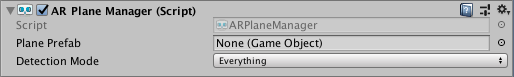 AR Plane Manager (Script)
Script ARPlaneManager
Plane Prefab None (Game Object)
Detection Mode Everything